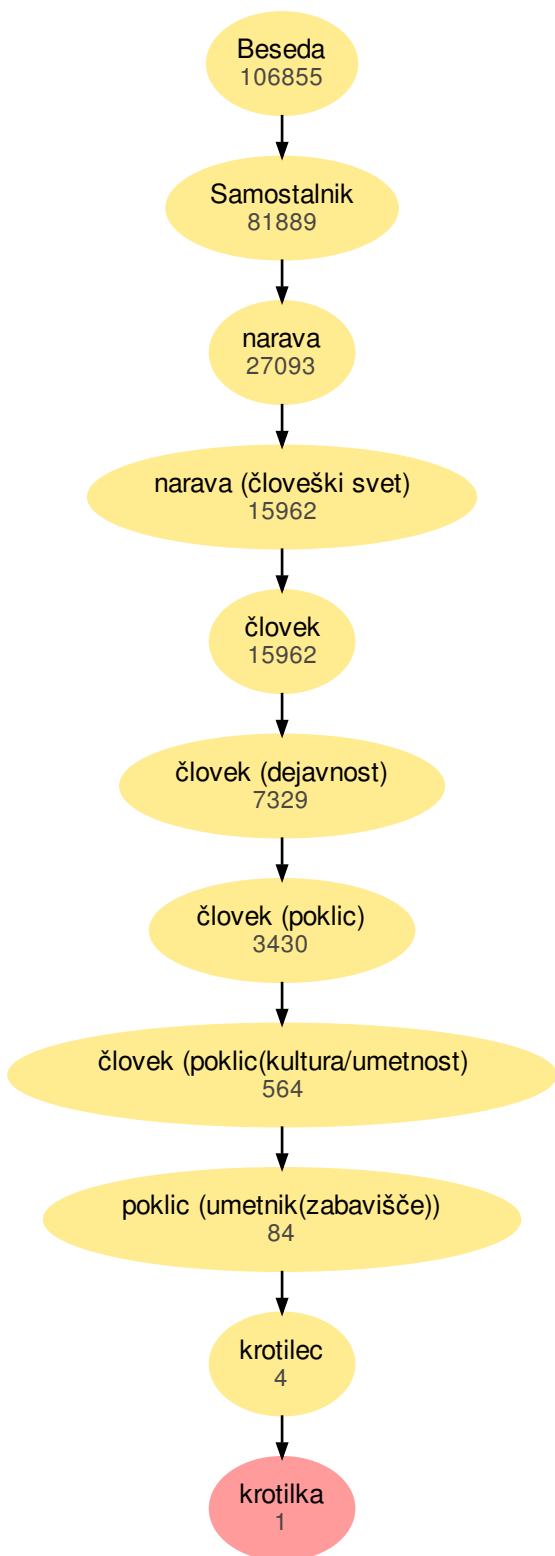 Beseda
106855
Samostalnik
81889
narava
27093
narava (človeški svet)
15962
človek
15962
človek (dejavnost)
7329
človek (poklic)
3430
človek (poklic(kultura/umetnost)
564
poklic (umetnik(zabavišče))
84
krotilec
4
krotilka
1